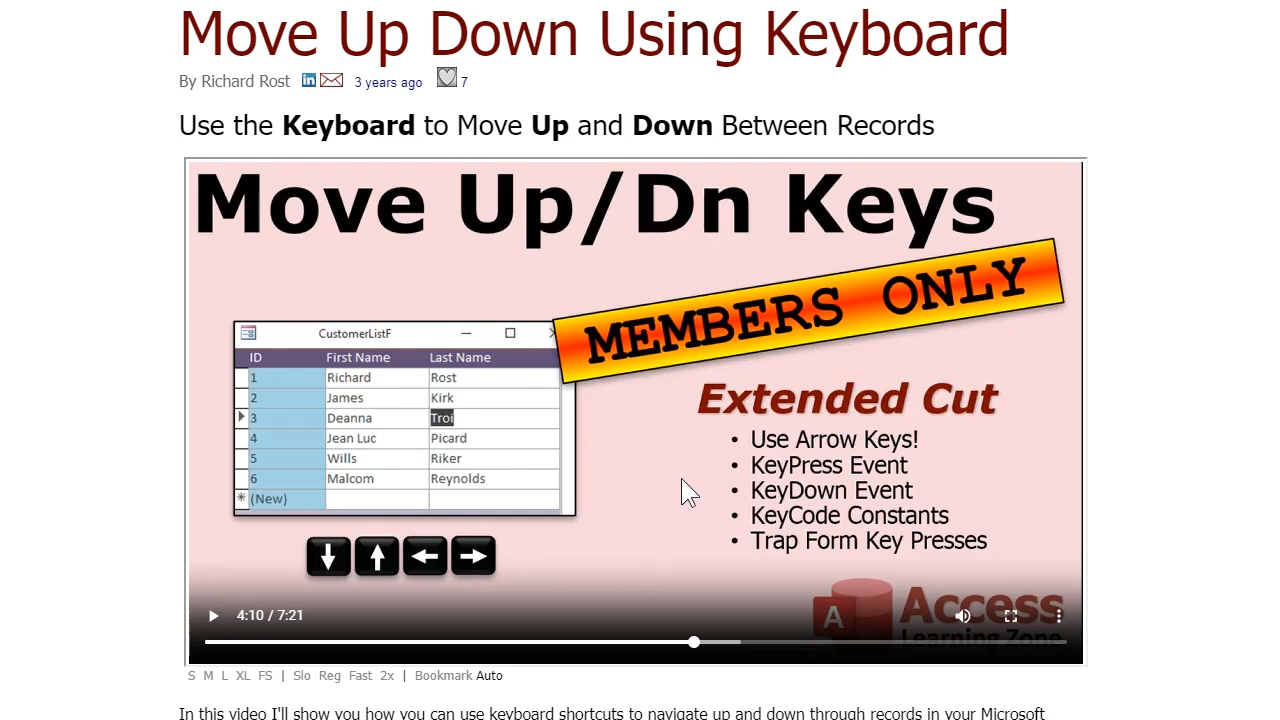 Move Up Down Using Keyboard
By Richard Rost in 3 years ago 7
Use the Keyboard to Move Up and Down Between Records
Move Up/Dn Keys
MEMBERS ONLY
CustomerListF
ID First Name Last Name
1 Richard Rost
2 James Kirk
3 Deanna Troi
4 Jean Luc Picard
5 Wills Riker
6 Malcom Reynolds
* (New)
Extended Cut
• Use Arrow Keys!
• KeyPress Event
• KeyDown Event
• KeyCode Constants
• Trap Form Key Presses
A Access
Learning Zone
4:10 / 7:21
S M L XL FS | Slo Reg Fast 2x | Bookmark Auto
In this video I'll show you how you can use keyboard shortcuts to navigate up and down through records in your Microsoft